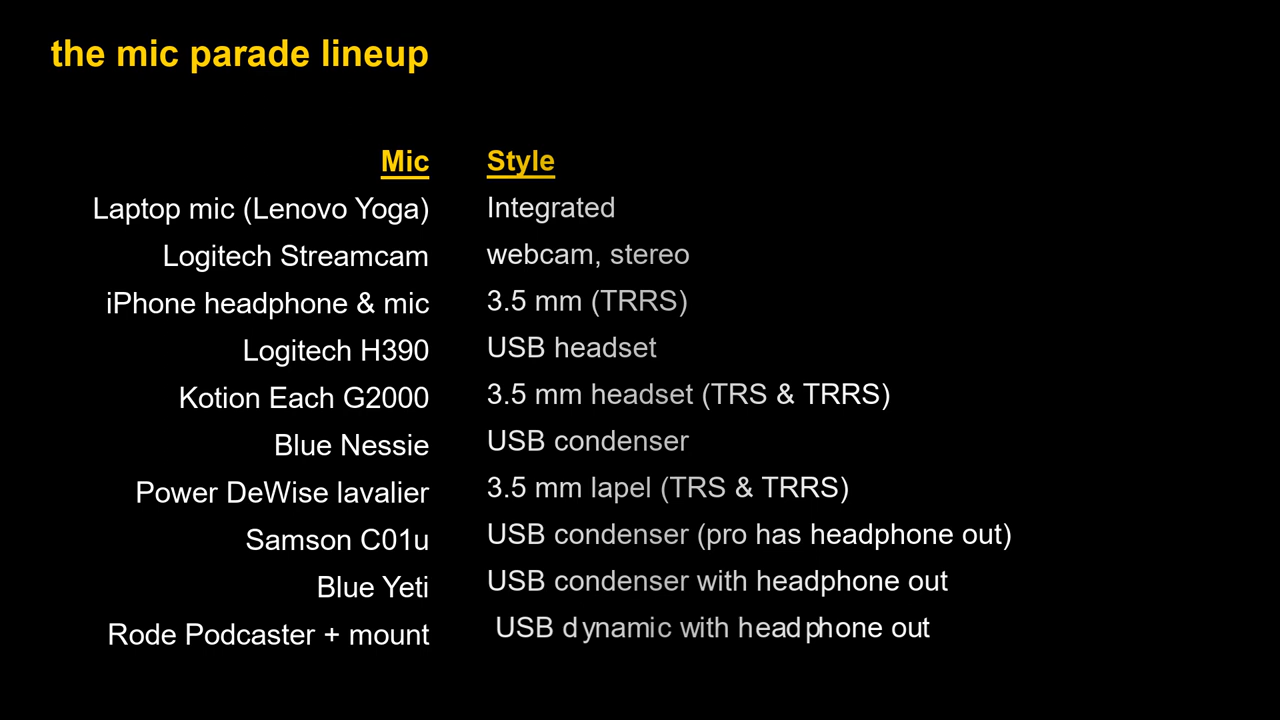 the mic parade lineup
Mic Style
Laptop mic (Lenovo Yoga) Integrated
Logitech Streamcam webcam, stereo
iPhone headphone & mic 3.5 mm (TRRS)
Logitech H390 USB headset
Kotion Each G2000 3.5 mm headset (TRS & TRRS)
Blue Nessie USB condenser
Power DeWise lavalier 3.5 mm lapel (TRS & TRRS)
Samson C01u USB condenser (pro has headphone out)
Blue Yeti USB condenser with headphone out
Rode Podcaster + mount USB dynamic with headphone out